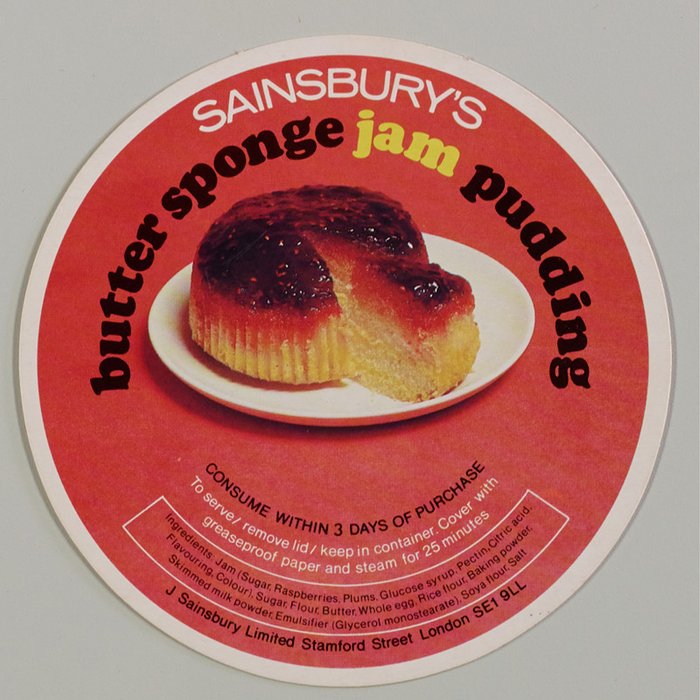 SAINSBURY'S
butter sponge jam pudding
CONSUME WITHIN 3 DAYS OF PURCHASE
To serve/ remove lid/ keep in container. Cover with
greaseproof paper and steam for 25 minutes
Ingredients: Jam (Sugar, Raspberries, Plums, Glucose syrup, Pectin, Citric acid,
Flavouring, Colour), Sugar, Flour, Butter, Whole egg, Rice flour, Baking powder,
Skimmed milk powder, Emulsifier (Glycerol monostearate), Soya flour, Salt
J Sainsbury Limited Stamford Street London SE1 9LL